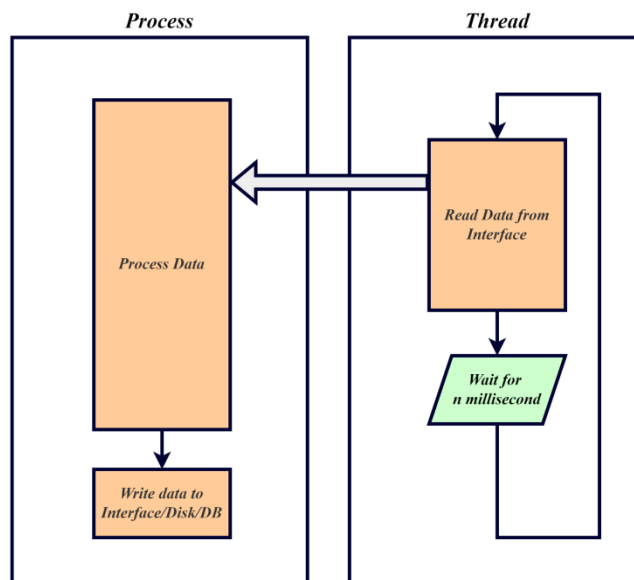 Process
Thread
Read Data from
Interface
Process Data
Wait for
n millisecond
Write data to
Interface/Disk/DB